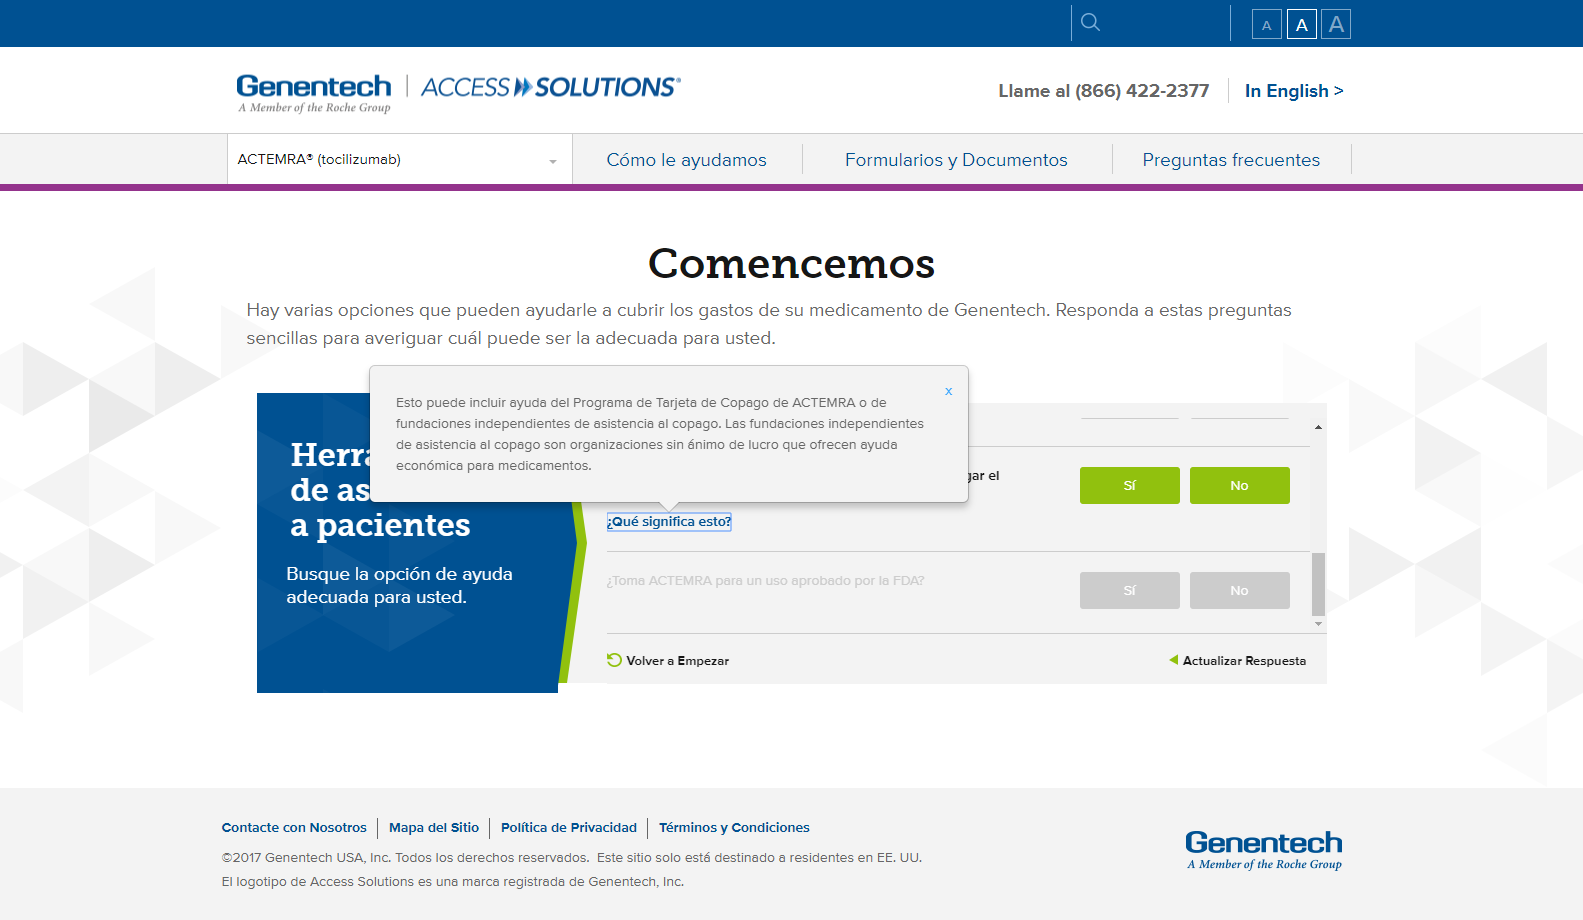 A A A
Genentech ACCESS SOLUTIONS®
A Member of the Roche Group
Llame al (866) 422-2377
In English >
ACTEMRA® (tocilizumab)
Cómo le ayudamos
Formularios y Documentos
Preguntas frecuentes
Comencemos
Hay varias opciones que pueden ayudarle a cubrir los gastos de su medicamento de Genentech. Responda a estas preguntas
sencillas para averiguar cuál puede ser la adecuada para usted.
x
Esto puede incluir ayuda del Programa de Tarjeta de Copago de ACTEMRA o de
fundaciones independientes de asistencia al copago. Las fundaciones independientes
de asistencia al copago son organizaciones sin ánimo de lucro que ofrecen ayuda
económica para medicamentos.
de as
a pacientes
Busque la opción de ayuda
adecuada para usted.
el
Sí No
¿Qué significa esto?
¿Toma ACTEMRA para un uso aprobado por la FDA?
Sí No
Volver a Empezar
Actualizar Respuesta
Contacte con Nosotros
Mapa del Sitio
Política de Privacidad
Términos y Condiciones
©2017 Genentech USA, Inc. Todos los derechos reservados. Este sitio solo está destinado a residentes en EE. UU.
El logotipo de Access Solutions es una marca registrada de Genentech, Inc.
Genentech
A Member of the Roche Group